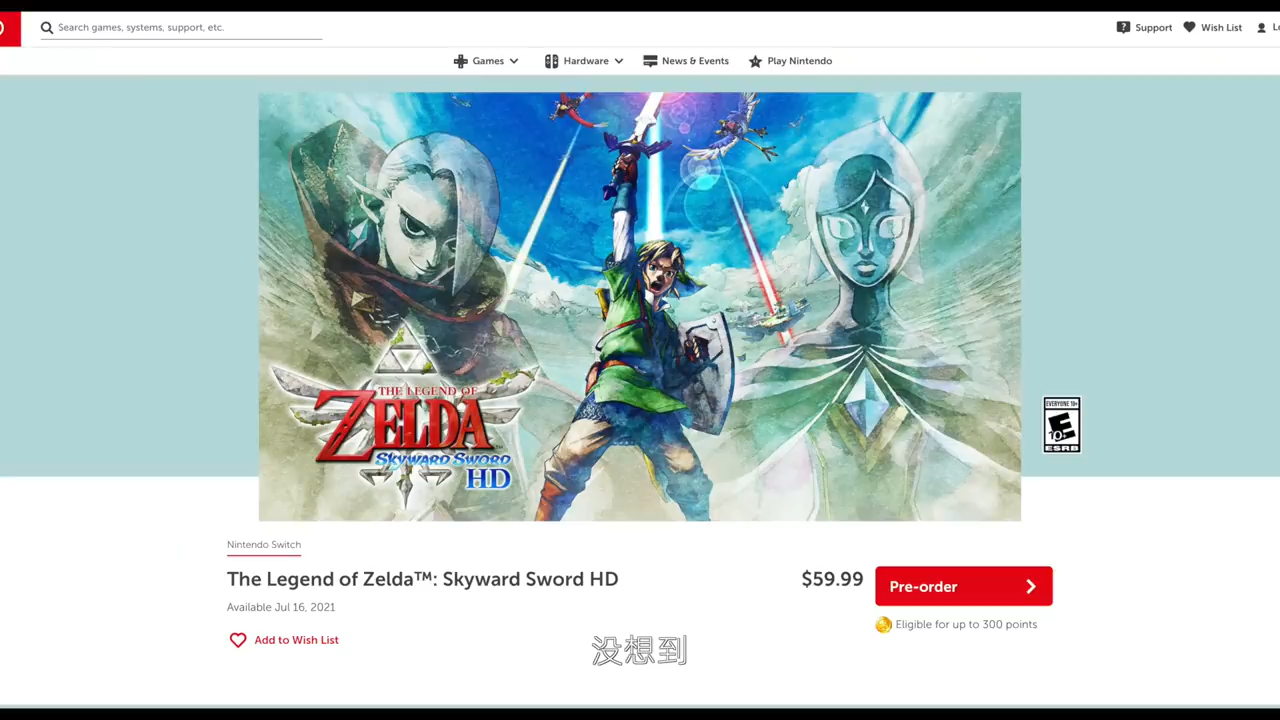 Search games, systems, support, etc.
Support
Wish List
Games
Hardware
News & Events
Play Nintendo
THE LEGEND OF
ZELDA
SKYWARD SWORD
HD
EVERYONE 10+
E
10+
ESRB
Nintendo Switch
The Legend of Zelda™: Skyward Sword HD
$59.99
Pre-order
Available Jul 16, 2021
Eligible for up to 300 points
Add to Wish List
没想到